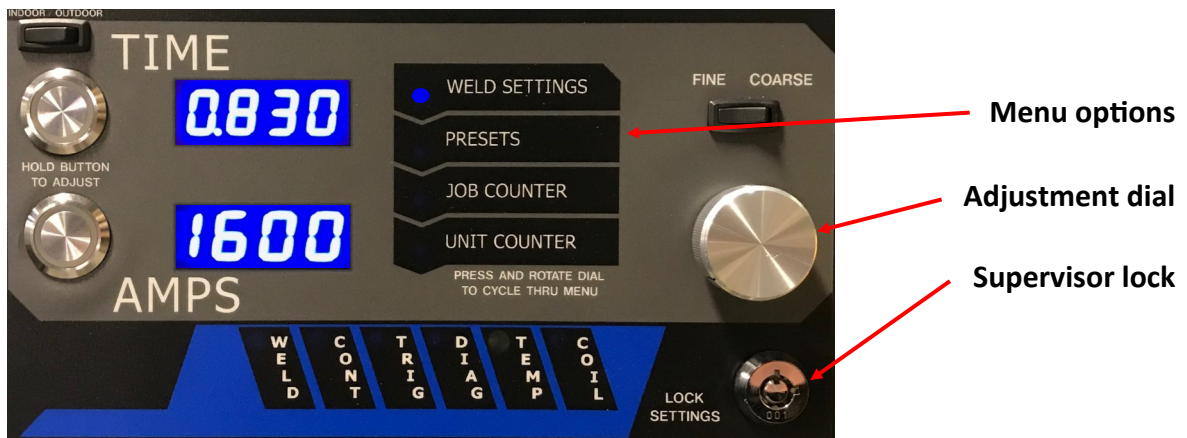 INDOOR / OUTDOOR
TIME
0.830
HOLD BUTTON
TO ADJUST
1600
AMPS
WELD SETTINGS
PRESETS
JOB COUNTER
UNIT COUNTER
PRESS AND ROTATE DIAL
TO CYCLE THRU MENU
FINE COARSE
WELD
CONT
TRIG
DIAG
TEMP
COIL
LOCK
SETTINGS
001
Menu options
Adjustment dial
Supervisor lock